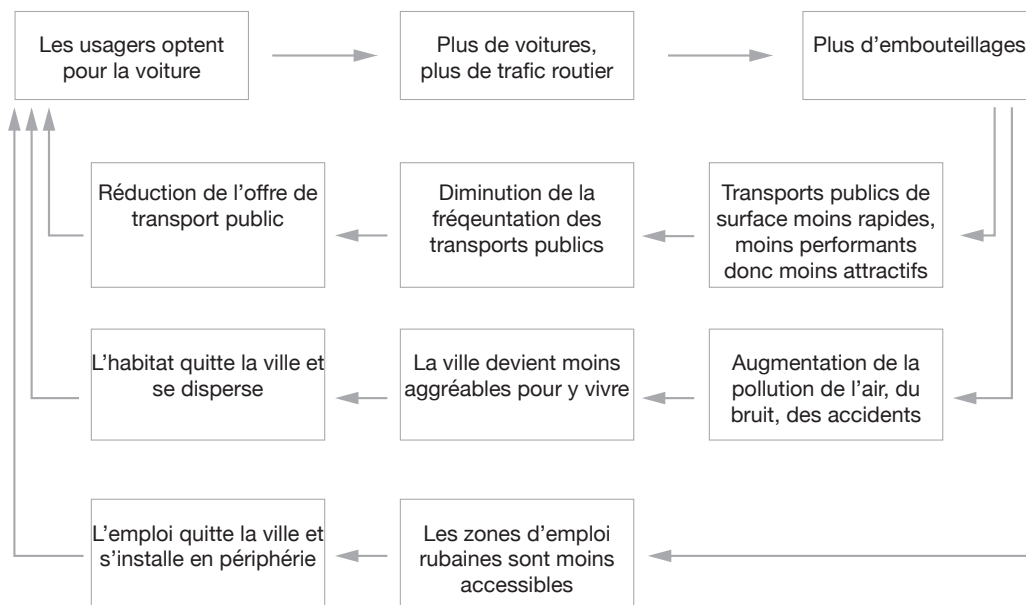 Les usagers optent
pour la voiture
Plus de voitures,
plus de trafic routier
Plus d’embouteillages
Réduction de l’offre de
transport public
Diminution de la
fréqeuntation des
transports publics
Transports publics de
surface moins rapides,
moins performants
donc moins attractifs
L’habitat quitte la ville et
se disperse
La ville devient moins
aggréables pour y vivre
Augmentation de la
pollution de l’air, du
bruit, des accidents
L’emploi quitte la ville et
s’installe en périphérie
Les zones d’emploi
rubaines sont moins
accessibles